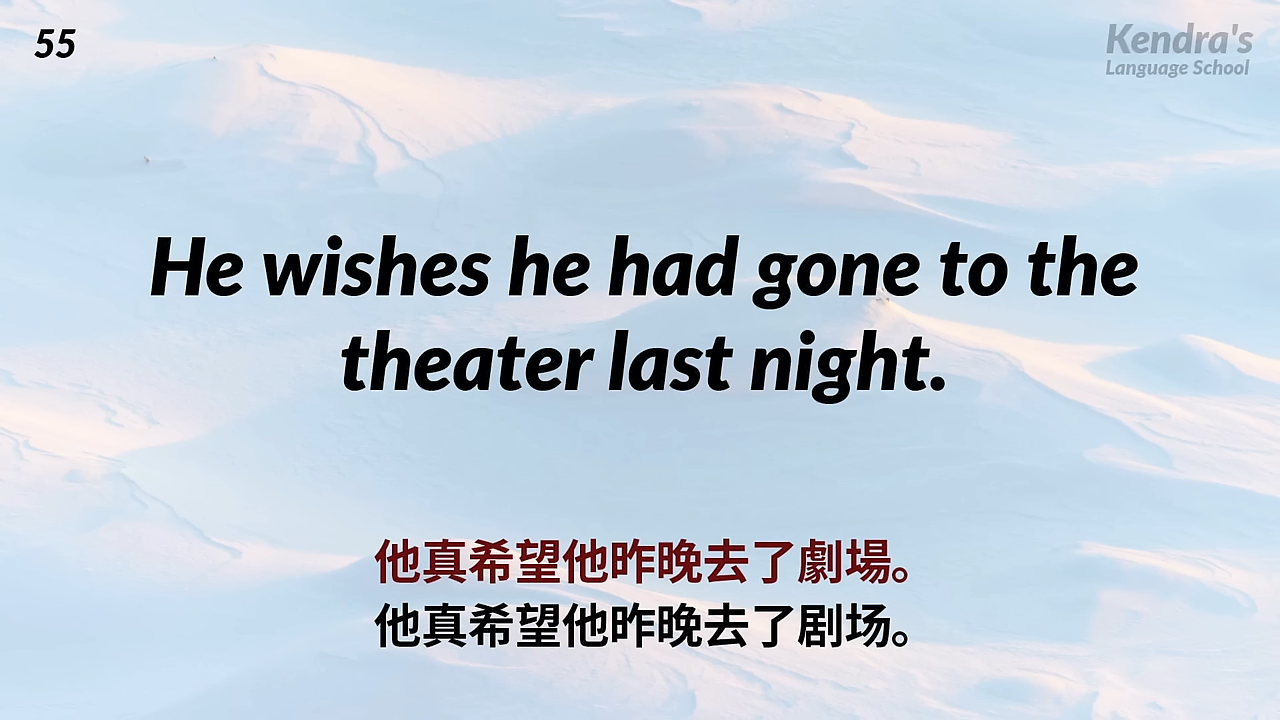 55
Kendra's
Language School
He wishes he had gone to the
theater last night.
他真希望他昨晚去了劇場。
他真希望他昨晚去了剧场。